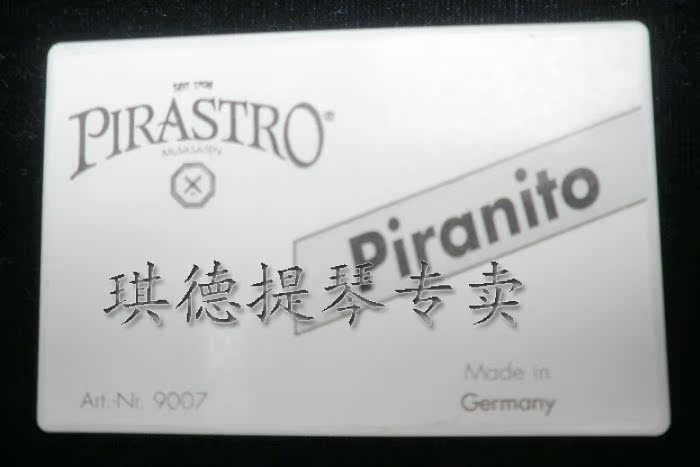 SEIT 1798
PIRASTRO®
Piranito
琪德提琴专卖
Art.-Nr. 9007
Made in
Germany